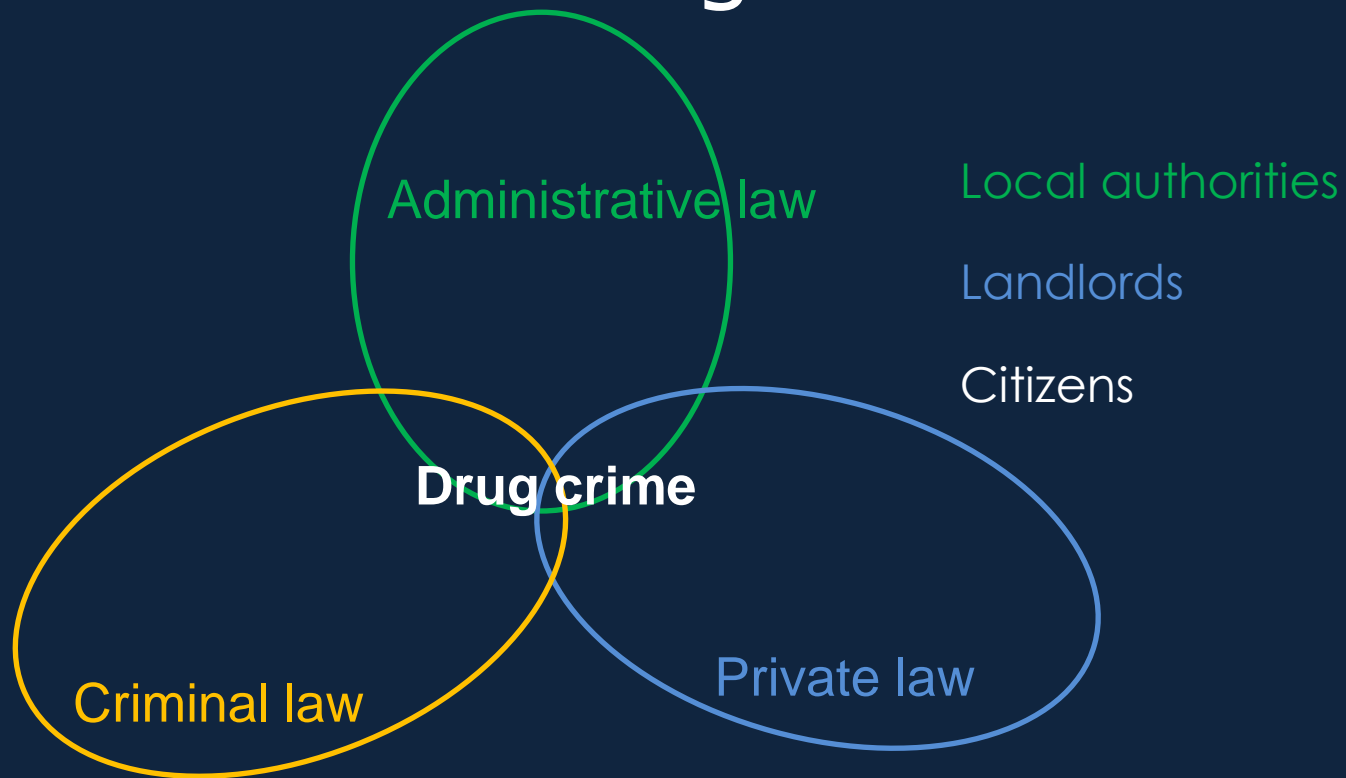 Administrative law
Local authorities
Landlords
Citizens
Drug crime
Private law
Criminal law